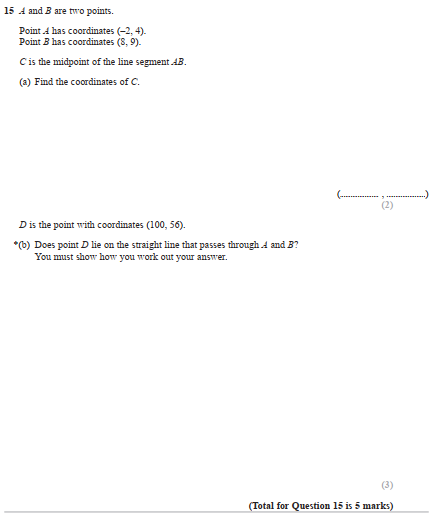 15 A and B are two points.
Point A has coordinates (–2, 4).
Point B has coordinates (8, 9).
C is the midpoint of the line segment AB.
(a) Find the coordinates of C.
(.................. , ..................)
(2)
D is the point with coordinates (100, 56).
*(b) Does point D lie on the straight line that passes through A and B?
You must show how you work out your answer.
(3)
(Total for Question 15 is 5 marks)